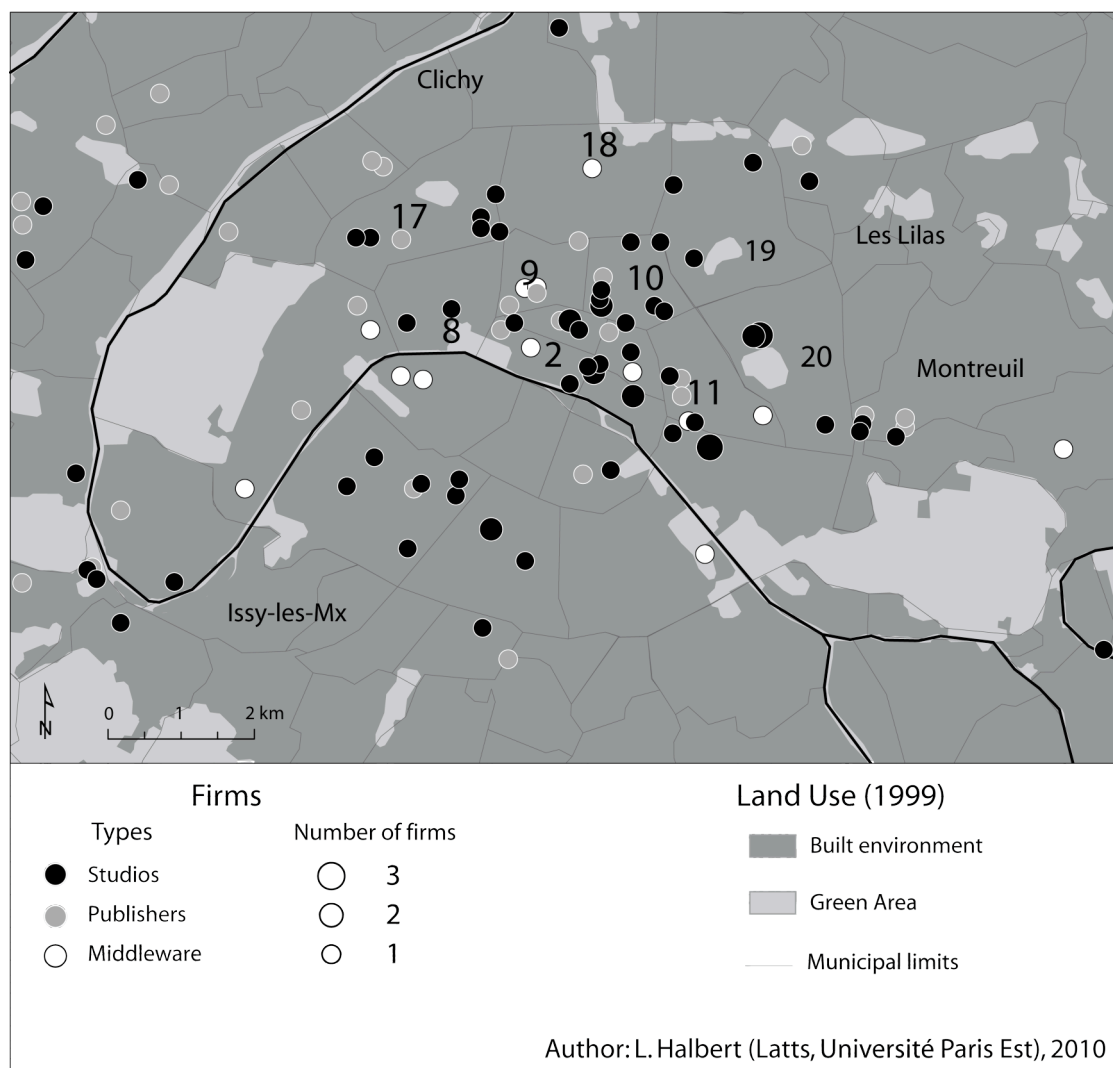 Clichy
18
17
19
Les Lilas
9
10
8
2
20
Montreuil
11
Issy-les-Mx
N
0 1 2 km
Firms
Land Use (1999)
Types
Number of firms
Built environment
Studios
3
Green Area
Publishers
2
Middleware
1
Municipal limits
Author: L. Halbert (Latts, Université Paris Est), 2010